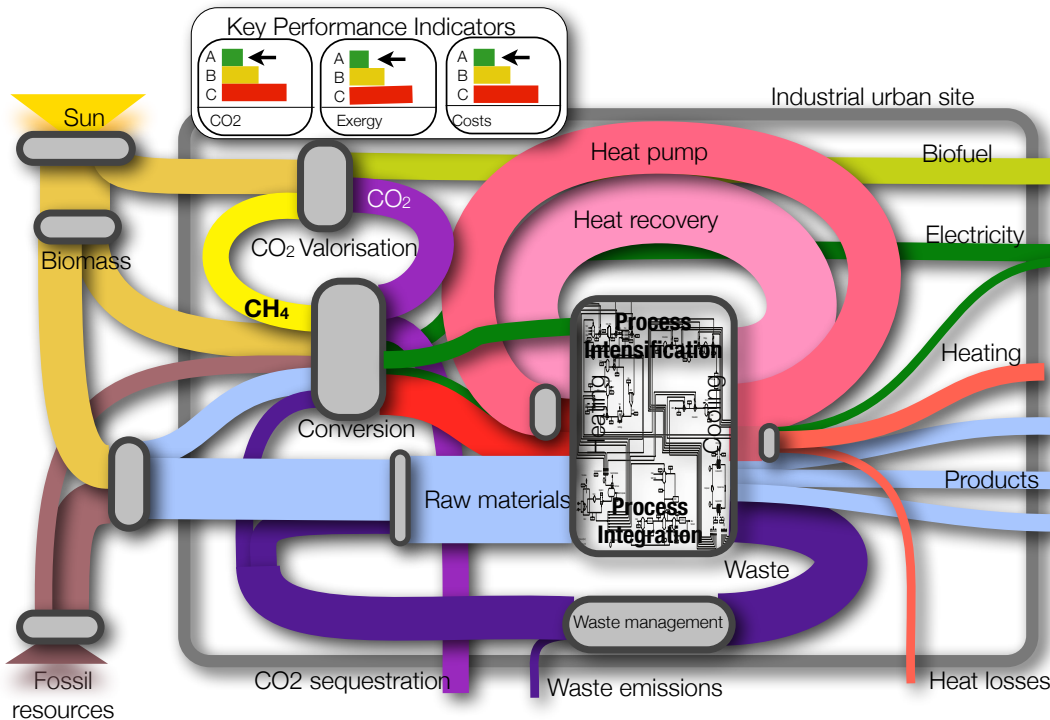 Key Performance Indicators
A
B
C
CO2
A
B
C
Exergy
A
B
C
Costs
Industrial urban site
Sun
Heat pump
Biofuel
CO₂
Heat recovery
Electricity
CO₂ Valorisation
Biomass
CH₄
Process
Intensification
Heating
Cooling
Heating
Conversion
Raw materials
Products
Process
Integration
Waste
Waste management
Fossil
resources
CO2 sequestration
Waste emissions
Heat losses